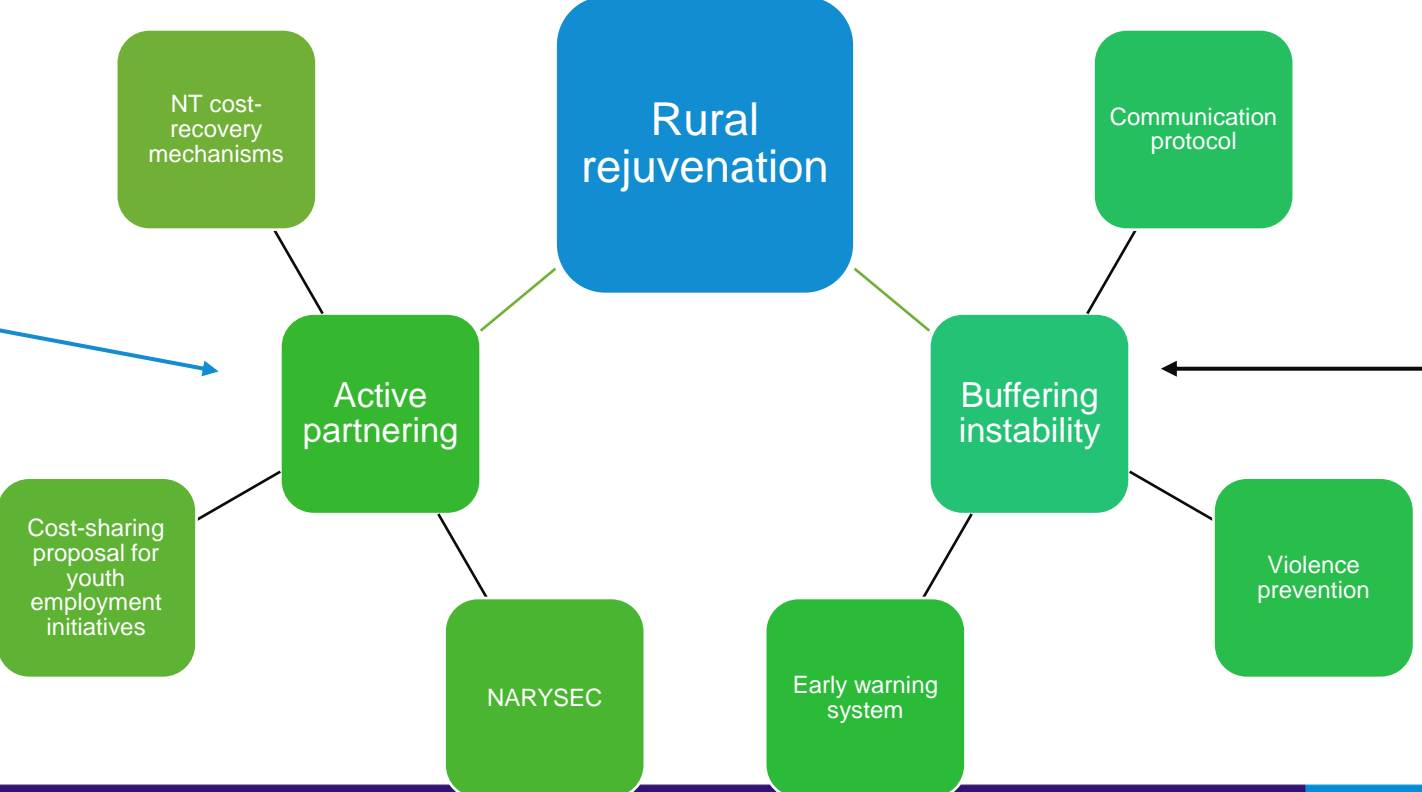 Rural
rejuvenation
NT cost-
recovery
mechanisms
Communication
protocol
Active
partnering
Buffering
instability
Cost-sharing
proposal for
youth
employment
initiatives
Violence
prevention
NARYSEC
Early warning
system